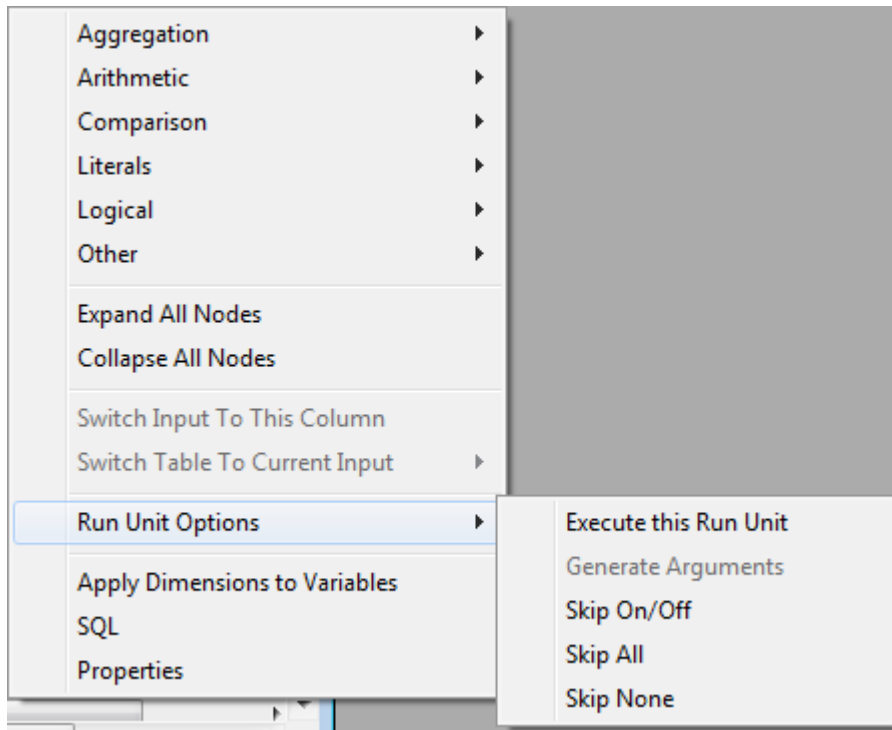 Aggregation
Arithmetic
Comparison
Literals
Logical
Other
Expand All Nodes
Collapse All Nodes
Switch Input To This Column
Switch Table To Current Input
Run Unit Options
Apply Dimensions to Variables
SQL
Properties
Execute this Run Unit
Generate Arguments
Skip On/Off
Skip All
Skip None